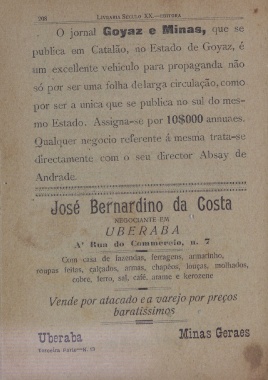 208 LIVRARIA SÉCULO XX.—EDITORA
O jornal Goyaz e Minas, que se
publica um Catalão, no Estado de Goyaz, é
um excellente vehiculo para propaganda não
só por ser uma folha de larga circulação, como
por ser a unica que se publica no sul do mes-
mo Estado. Assigna-se por 10$000 annuaes.
Qualquer negocio referente á mesma trata-se
directamente com o seu director Absay de
Andrade.
José Bernardino da Costa
NEGOCIANTE EM
UBERABA
A' Rua do Commercio, n. 7
Com casa de fazendas, ferragens, armarinho,
roupas feitas, calçados, armas, chapéos, louças, molhados,
cobre, ferro, sal, café, arame e kerozene
Vende por atacado e a varejo por preços
baratissimos
Uberaba Minas Geraes